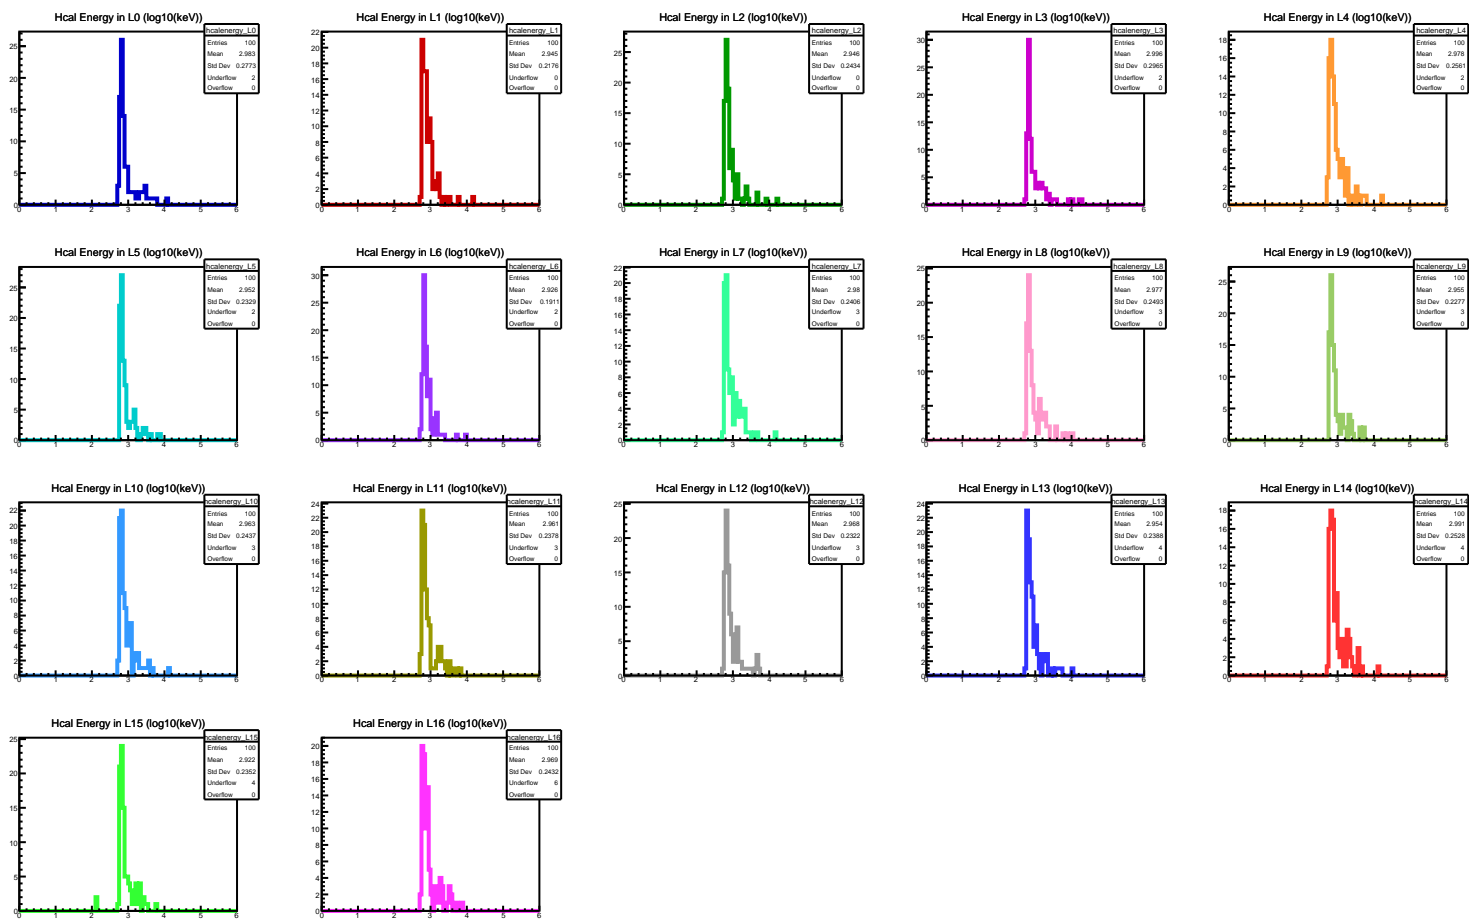 Hcal Energy in L0 (log10(keV))
hcalenergy_L0
Entries 100
Mean 2.983
Std Dev 0.2773
Underflow 2
Overflow 0
Hcal Energy in L1 (log10(keV))
hcalenergy_L1
Entries 100
Mean 2.945
Std Dev 0.2176
Underflow 0
Overflow 0
Hcal Energy in L2 (log10(keV))
hcalenergy_L2
Entries 100
Mean 2.946
Std Dev 0.2434
Underflow 0
Overflow 0
Hcal Energy in L3 (log10(keV))
hcalenergy_L3
Entries 100
Mean 2.996
Std Dev 0.2965
Underflow 2
Overflow 0
Hcal Energy in L4 (log10(keV))
hcalenergy_L4
Entries 100
Mean 2.978
Std Dev 0.2561
Underflow 2
Overflow 0
Hcal Energy in L5 (log10(keV))
hcalenergy_L5
Entries 100
Mean 2.952
Std Dev 0.2329
Underflow 2
Overflow 0
Hcal Energy in L6 (log10(keV))
hcalenergy_L6
Entries 100
Mean 2.926
Std Dev 0.1911
Underflow 2
Overflow 0
Hcal Energy in L7 (log10(keV))
hcalenergy_L7
Entries 100
Mean 2.98
Std Dev 0.2406
Underflow 3
Overflow 0
Hcal Energy in L8 (log10(keV))
hcalenergy_L8
Entries 100
Mean 2.977
Std Dev 0.2493
Underflow 3
Overflow 0
Hcal Energy in L9 (log10(keV))
hcalenergy_L9
Entries 100
Mean 2.955
Std Dev 0.2277
Underflow 3
Overflow 0
Hcal Energy in L10 (log10(keV))
hcalenergy_L10
Entries 100
Mean 2.963
Std Dev 0.2437
Underflow 3
Overflow 0
Hcal Energy in L11 (log10(keV))
hcalenergy_L11
Entries 100
Mean 2.961
Std Dev 0.2378
Underflow 3
Overflow 0
Hcal Energy in L12 (log10(keV))
hcalenergy_L12
Entries 100
Mean 2.968
Std Dev 0.2322
Underflow 3
Overflow 0
Hcal Energy in L13 (log10(keV))
hcalenergy_L13
Entries 100
Mean 2.954
Std Dev 0.2388
Underflow 4
Overflow 0
Hcal Energy in L14 (log10(keV))
hcalenergy_L14
Entries 100
Mean 2.991
Std Dev 0.2528
Underflow 4
Overflow 0
Hcal Energy in L15 (log10(keV))
hcalenergy_L15
Entries 100
Mean 2.922
Std Dev 0.2352
Underflow 4
Overflow 0
Hcal Energy in L16 (log10(keV))
hcalenergy_L16
Entries 100
Mean 2.969
Std Dev 0.2432
Underflow 6
Overflow 0